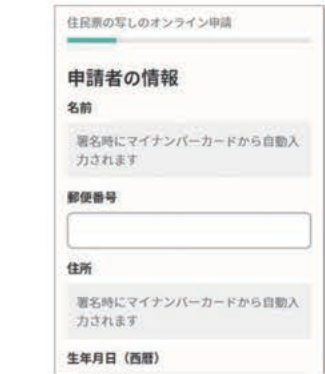 住民票の写しのオンライン申請
申請者の情報
名前
署名時にマイナンバーカードから自動入
力されます
郵便番号
住所
署名時にマイナンバーカードから自動入
力されます
生年月日（西暦）